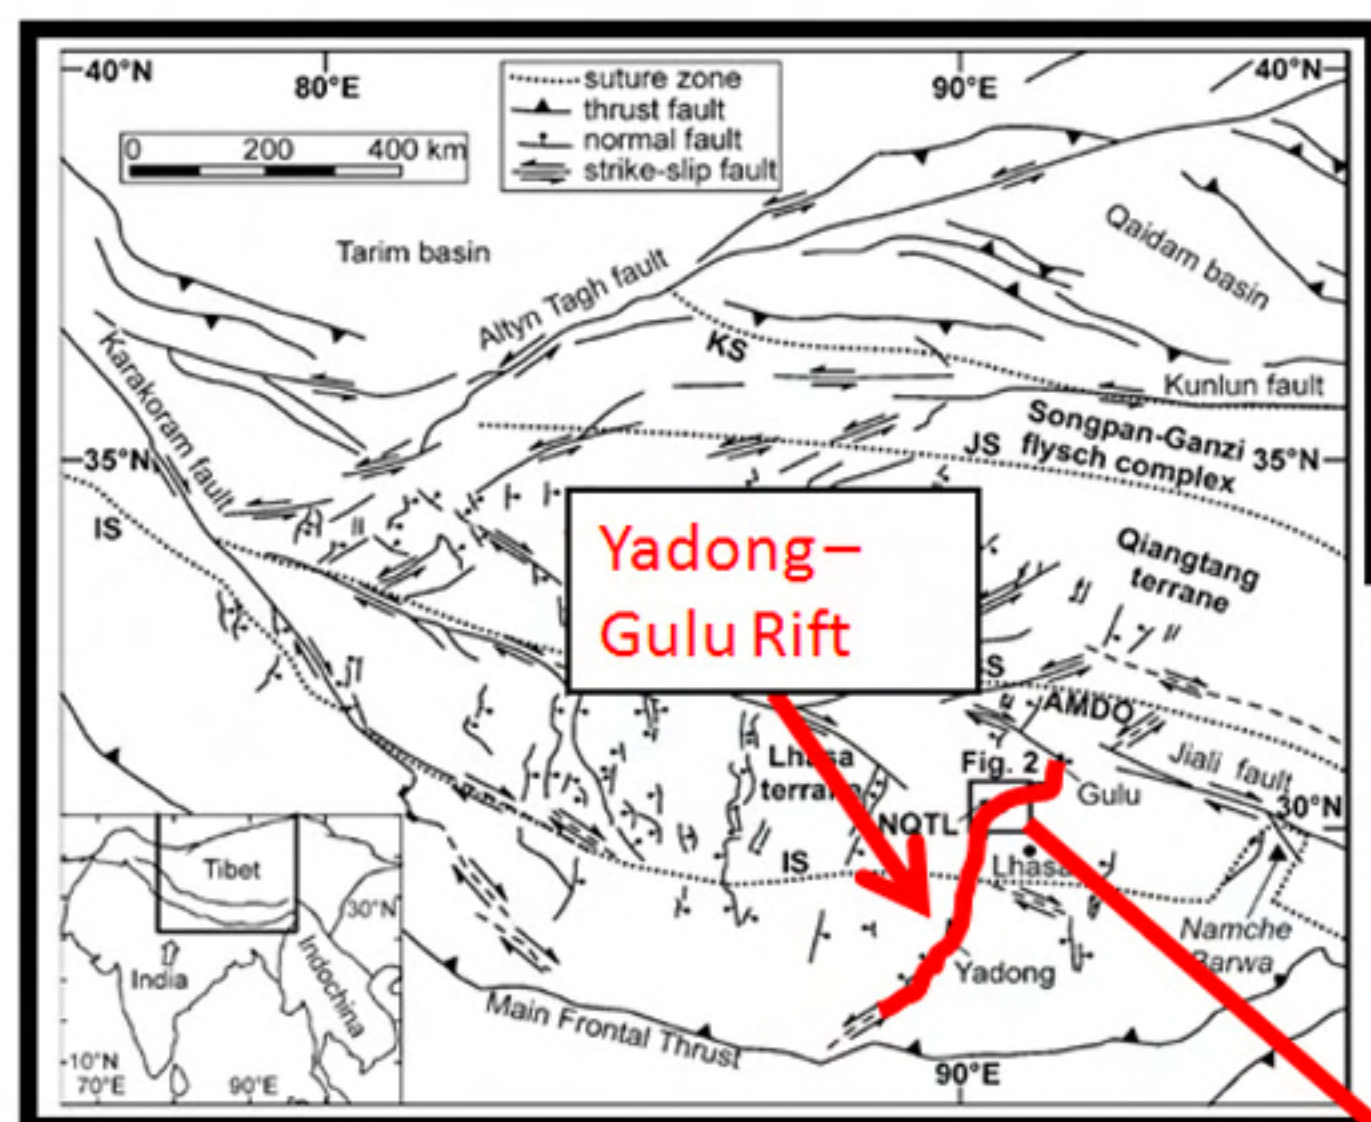 40°N
80°E
90°E
40°N
suture zone
thrust fault
normal fault
strike-slip fault
0 200 400 km
Tarim basin
Qaidam basin
Altyn Tagh fault
KS
Karakoram fault
Kunlun fault
Songpan-Ganzi
flysch complex
JS
35°N
35°N
IS
Yadong–
Gulu Rift
Qiangtang
terrane
S
AMDO
Jiali fault
Lhasa
terrane
Fig. 2
Gulu
30°N
NQTL
IS
Lhasa
Namche
Barwa
Yadong
Main Frontal Thrust
90°E
Tibet
30°N
India
Indochina
10°N
70°E
90°E